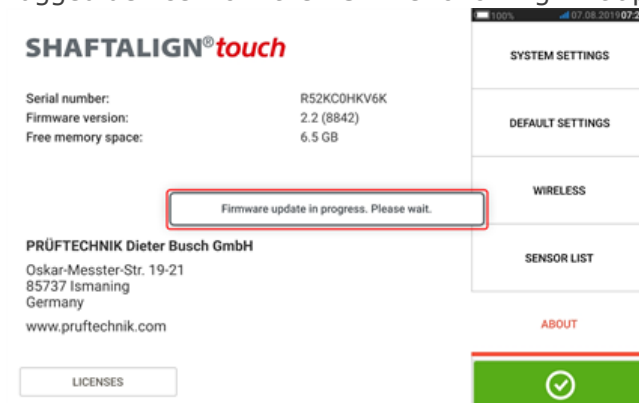 100% 07.08.2019 07:2
SHAFTALIGN® touch
Serial number: R52KC0HKV6K
Firmware version: 2.2 (8842)
Free memory space: 6.5 GB
Firmware update in progress. Please wait.
PRÜFTECHNIK Dieter Busch GmbH
Oskar-Messter-Str. 19-21
85737 Ismaning
Germany
www.pruftechnik.com
LICENSES
SYSTEM SETTINGS
DEFAULT SETTINGS
WIRELESS
SENSOR LIST
ABOUT